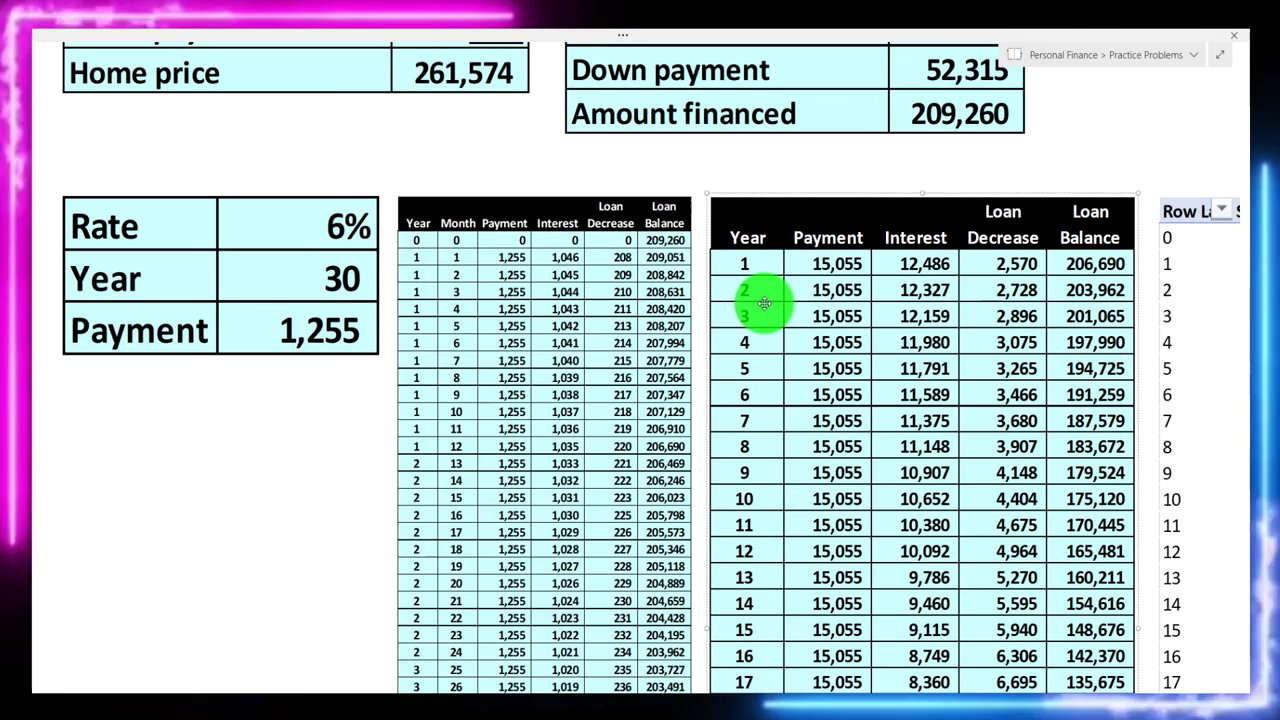 Personal Finance > Practice Problems
Home price 261,574
Down payment 52,315
Amount financed 209,260
Rate 6%
Year 30
Payment 1,255
Loan Loan
Year Month Payment Interest Decrease Balance
0 0 0 0 0 209,260
1 1 1,255 1,046 208 209,051
1 2 1,255 1,045 209 208,842
1 3 1,255 1,044 210 208,631
1 4 1,255 1,043 211 208,420
1 5 1,255 1,042 213 208,207
1 6 1,255 1,041 214 207,994
1 7 1,255 1,040 215 207,779
1 8 1,255 1,039 216 207,564
1 9 1,255 1,038 217 207,347
1 10 1,255 1,037 218 207,129
1 11 1,255 1,036 219 206,910
1 12 1,255 1,035 220 206,690
2 13 1,255 1,033 221 206,469
2 14 1,255 1,032 222 206,246
2 15 1,255 1,031 223 206,023
2 16 1,255 1,030 225 205,798
2 17 1,255 1,029 226 205,573
2 18 1,255 1,028 227 205,346
2 19 1,255 1,027 228 205,118
2 20 1,255 1,026 229 204,889
2 21 1,255 1,024 230 204,659
2 22 1,255 1,023 231 204,428
2 23 1,255 1,022 232 204,195
2 24 1,255 1,021 234 203,962
3 25 1,255 1,020 235 203,727
3 26 1,255 1,019 236 203,491
Loan Loan
Year Payment Interest Decrease Balance
1 15,055 12,486 2,570 206,690
2 15,055 12,327 2,728 203,962
3 15,055 12,159 2,896 201,065
4 15,055 11,980 3,075 197,990
5 15,055 11,791 3,265 194,725
6 15,055 11,589 3,466 191,259
7 15,055 11,375 3,680 187,579
8 15,055 11,148 3,907 183,672
9 15,055 10,907 4,148 179,524
10 15,055 10,652 4,404 175,120
11 15,055 10,380 4,675 170,445
12 15,055 10,092 4,964 165,481
13 15,055 9,786 5,270 160,211
14 15,055 9,460 5,595 154,616
15 15,055 9,115 5,940 148,676
16 15,055 8,749 6,306 142,370
17 15,055 8,360 6,695 135,675
Row
0
1
2
3
4
5
6
7
8
9
10
11
12
13
14
15
16
17